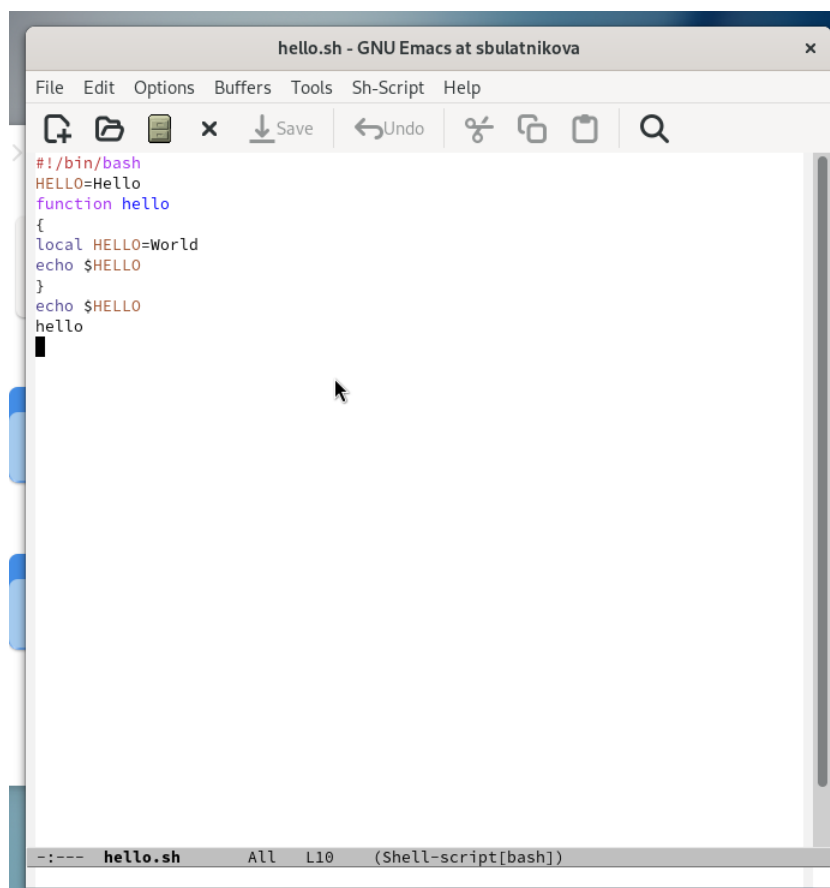 hello.sh - GNU Emacs at sbulatnikova
File Edit Options Buffers Tools Sh-Script Help
Save Undo
#!/bin/bash
HELLO=Hello
function hello
{
local HELLO=World
echo $HELLO
}
echo $HELLO
hello
-:--- hello.sh All L10 (Shell-script[bash])